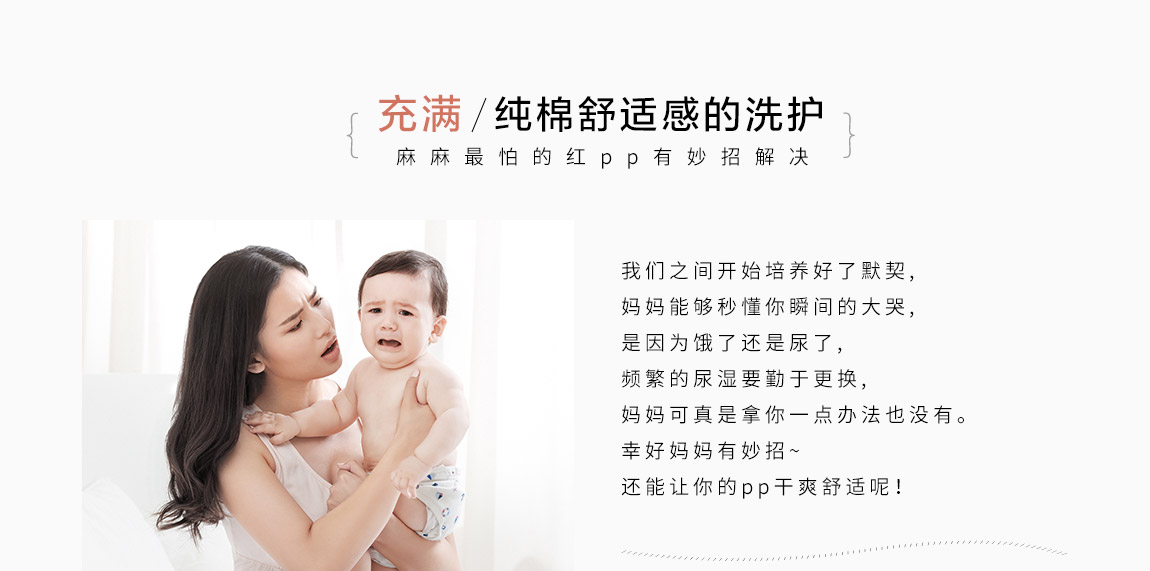 充满/纯棉舒适感的洗护
麻麻最怕的红pp有妙招解决
我们之间开始培养好了默契,
妈妈能够秒懂你瞬间的大哭,
是因为饿了还是尿了,
频繁的尿湿要勤于更换,
妈妈可真是拿你一点办法也没有。
幸好妈妈有妙招~
还能让你的pp干爽舒适呢!